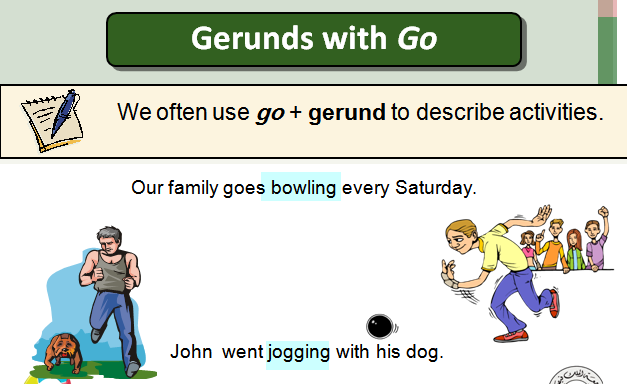 Gerunds with Go
We often use go + gerund to describe activities.
Our family goes bowling every Saturday.
John went jogging with his dog.